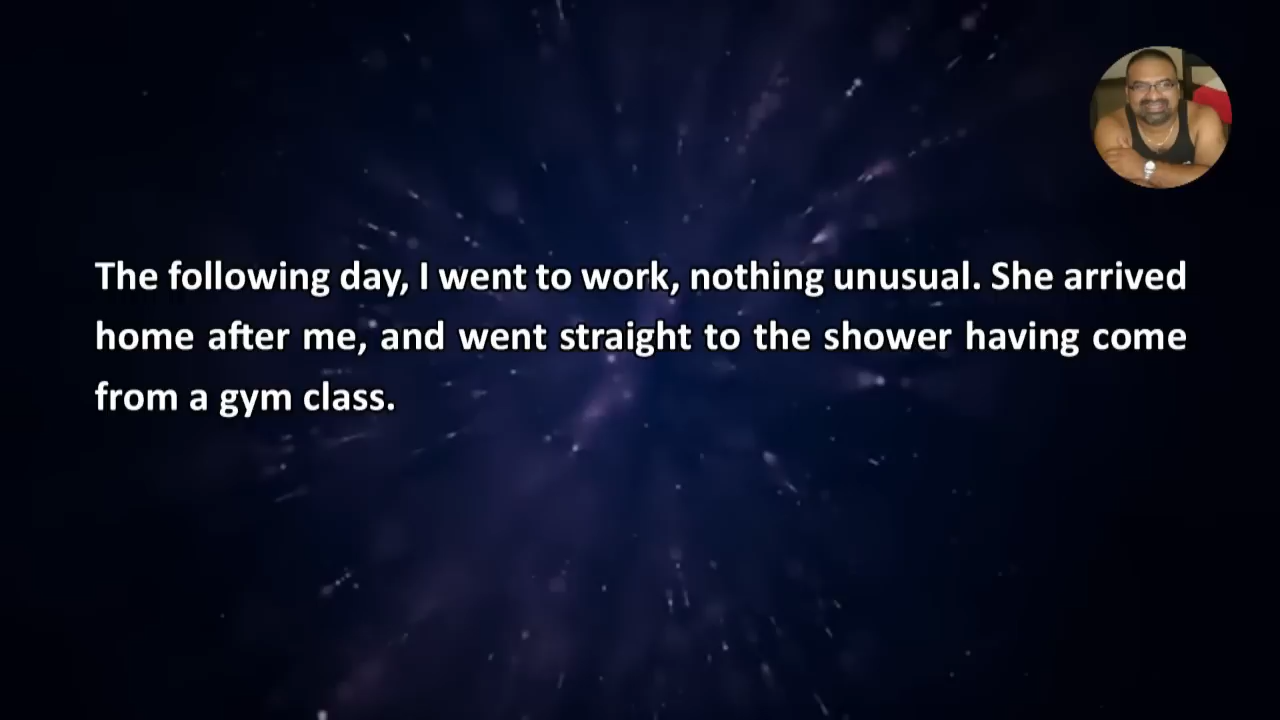 The following day, I went to work, nothing unusual. She arrived
home after me, and went straight to the shower having come
from a gym class.